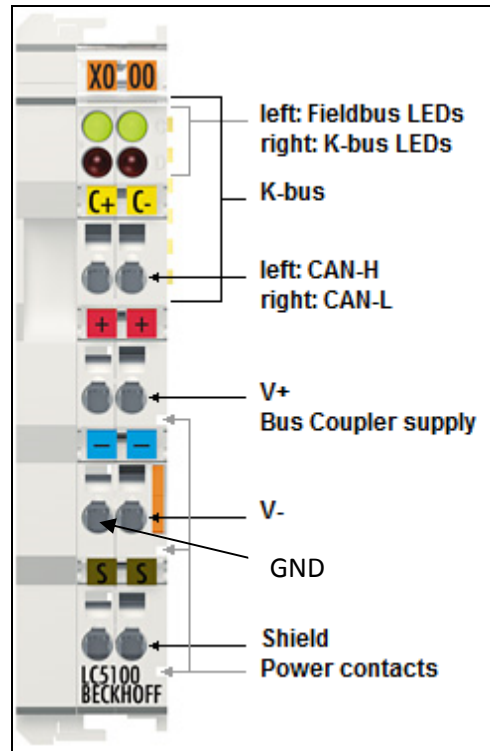 X0 00
left: Fieldbus LEDs
right: K-bus LEDs
C+ C-
K-bus
left: CAN-H
right: CAN-L
+ +
V+
Bus Coupler supply
− −
V-
GND
S S
Shield
Power contacts
LC5100
BECKHOFF